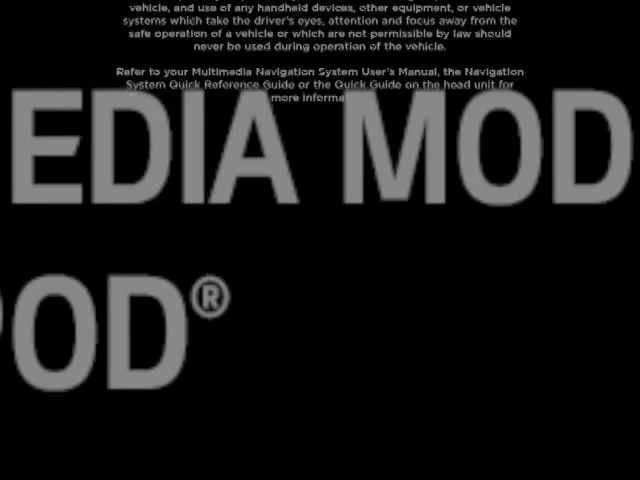 vehicle, and use of any handheld devices, other equipment, or vehicle
systems which take the driver's eyes, attention and focus away from the
safe operation of a vehicle or which are not permissible by law should
never be used during operation of the vehicle.
Refer to your Multimedia Navigation System User's Manual, the Navigation
System Quick Reference Guide or the Quick Guide on the head unit for
more informa
EDIA MOD
OD®